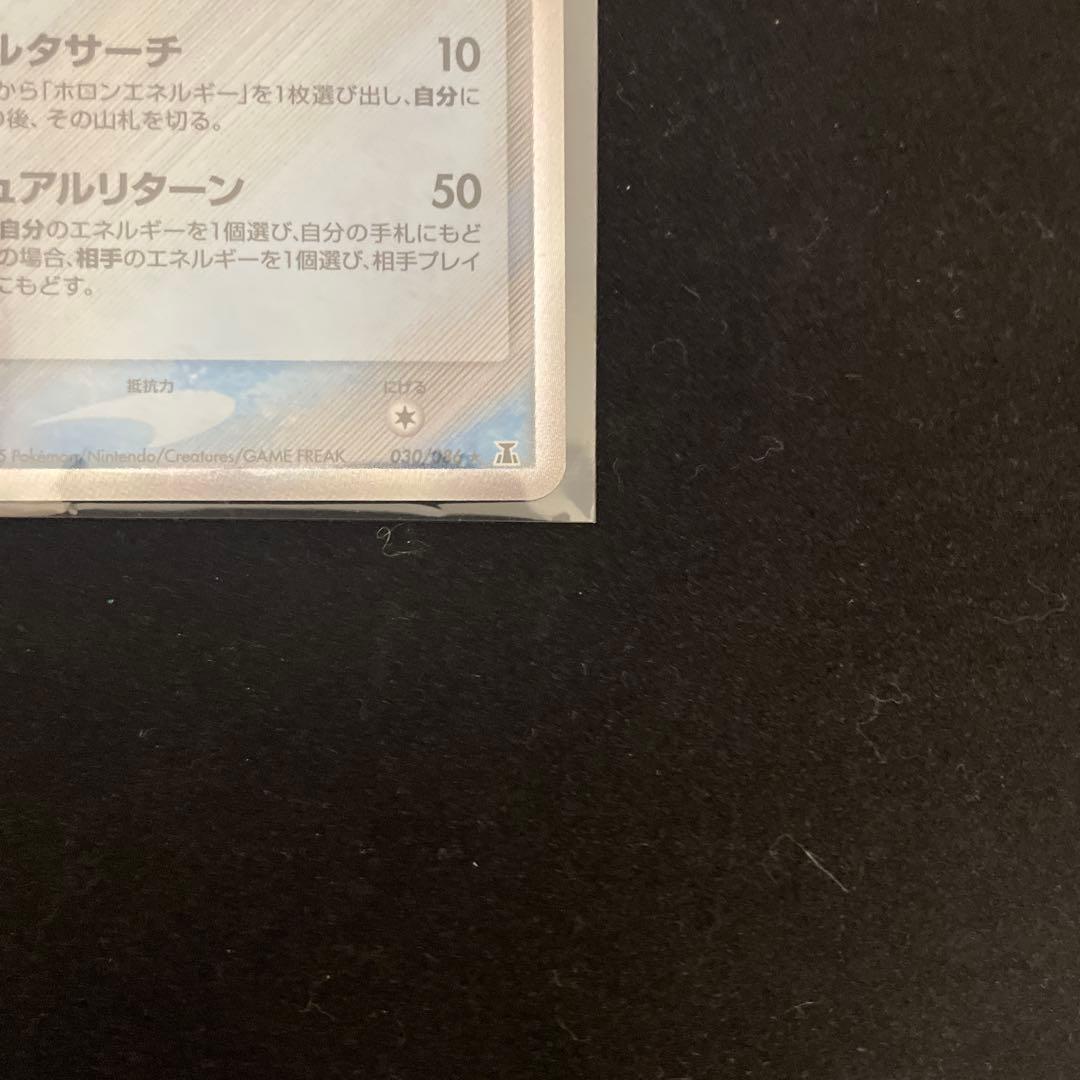 ルタサーチ 10
から「ホロンエネルギー」を1枚選び出し、自分に
の後、その山札を切る。
ュアルリターン 50
自分のエネルギーを1個選び、自分の手札にもど
の場合、相手のエネルギーを1個選び、相手プレイ
にもどす。
抵抗力 にげる
5 Pokémon/Nintendo/Creatures/GAME FREAK 030/086 ★